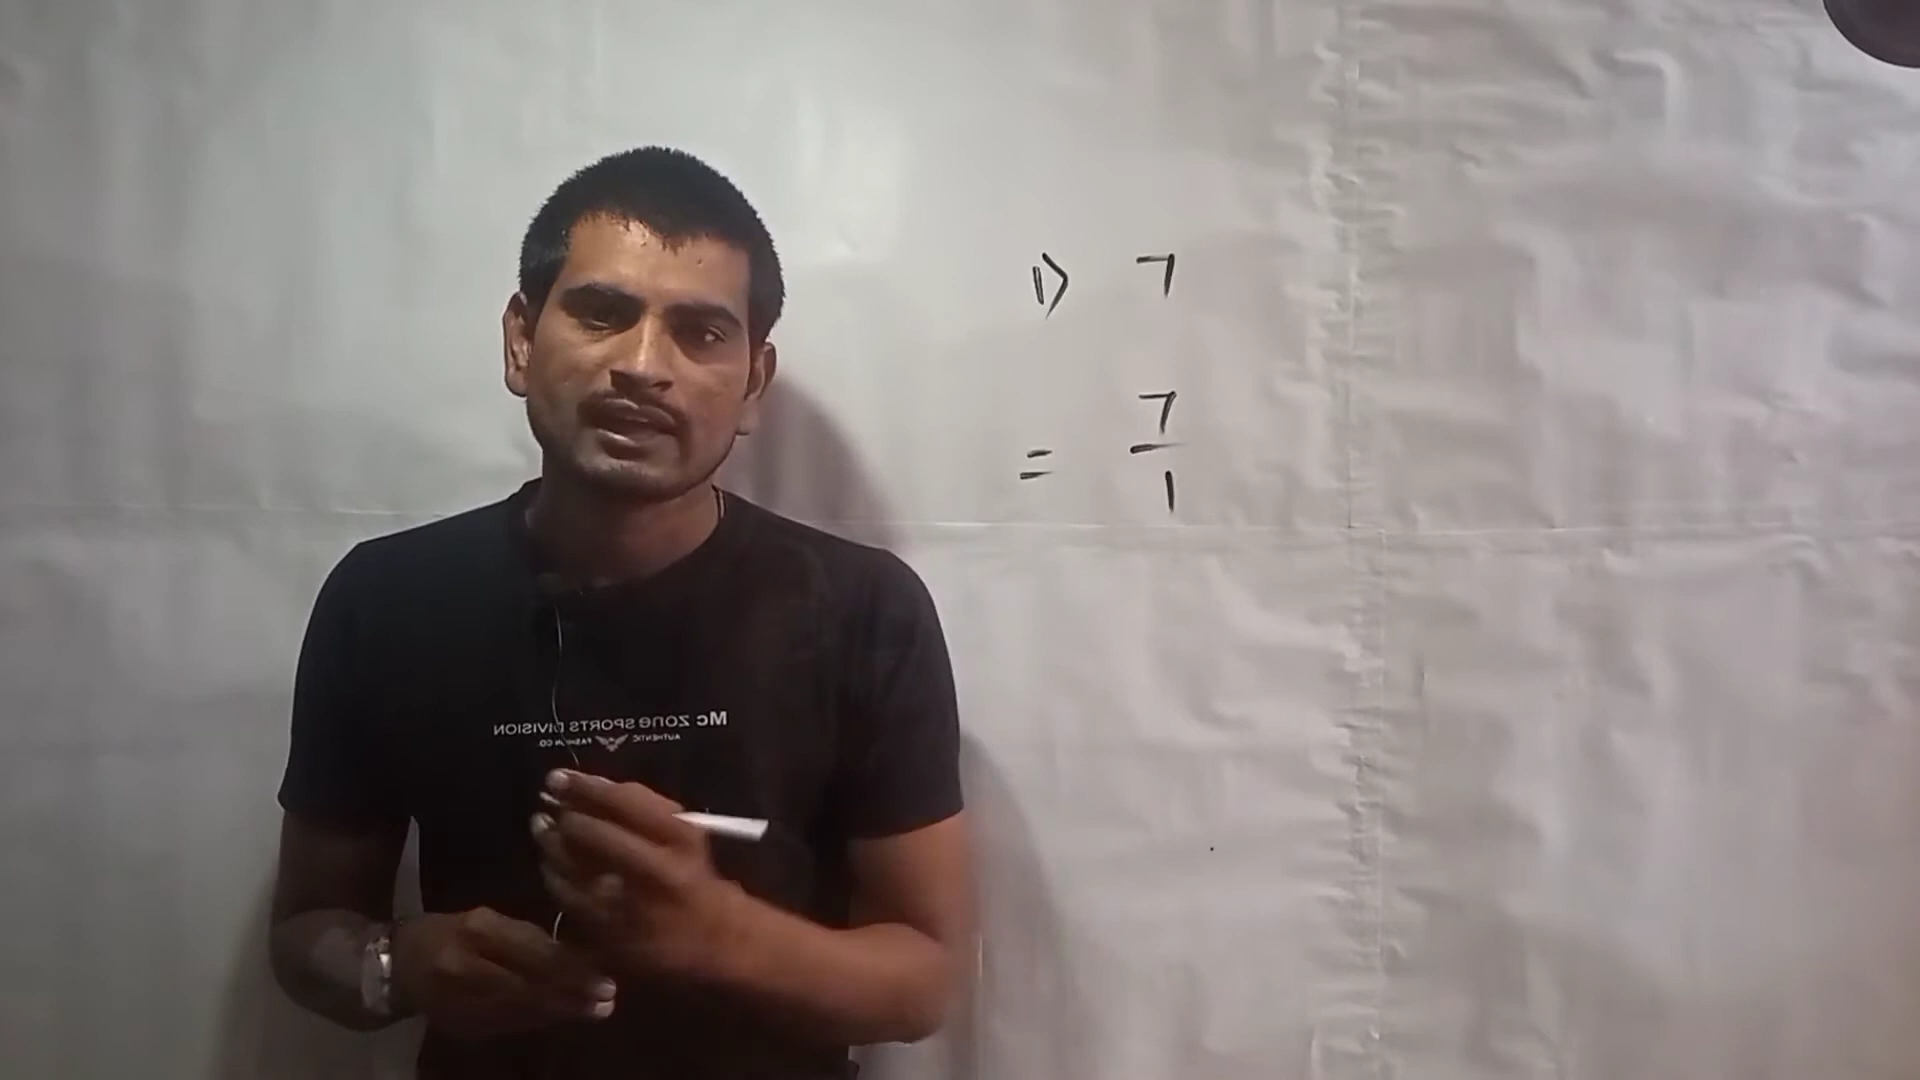 1) 7
= 7/1
Mc ZONE SPORTS DIVISION
AUTHENTIC FASHION CO.